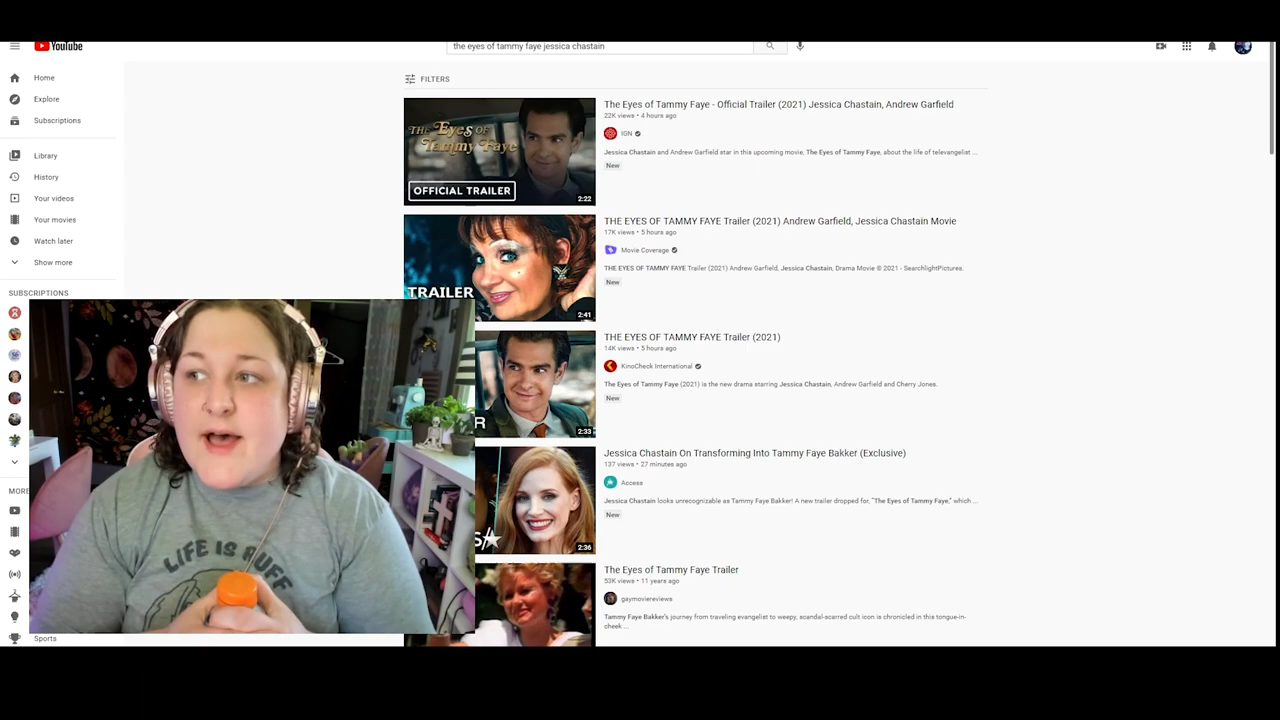 YouTube
the eyes of tammy faye jessica chastain
Home
Explore
Subscriptions
Library
History
Your videos
Your movies
Watch later
Show more
SUBSCRIPTIONS
MORE
Sports
FILTERS
THE Eyes OF
Tammy Faye
OFFICIAL TRAILER
2:22
The Eyes of Tammy Faye - Official Trailer (2021) Jessica Chastain, Andrew Garfield
22K views • 4 hours ago
IGN
Jessica Chastain and Andrew Garfield star in this upcoming movie, The Eyes of Tammy Faye, about the life of televangelist ...
New
TRAILER
2:41
THE EYES OF TAMMY FAYE Trailer (2021) Andrew Garfield, Jessica Chastain Movie
17K views • 5 hours ago
Movie Coverage
THE EYES OF TAMMY FAYE Trailer (2021) Andrew Garfield, Jessica Chastain, Drama Movie © 2021 - SearchlightPictures.
New
R
2:33
THE EYES OF TAMMY FAYE Trailer (2021)
14K views • 5 hours ago
KinoCheck International
The Eyes of Tammy Faye (2021) is the new drama starring Jessica Chastain, Andrew Garfield and Cherry Jones.
New
2:36
Jessica Chastain On Transforming Into Tammy Faye Bakker (Exclusive)
137 views • 27 minutes ago
Access
Jessica Chastain looks unrecognizable as Tammy Faye Bakker! A new trailer dropped for, "The Eyes of Tammy Faye," which ...
New
The Eyes of Tammy Faye Trailer
53K views • 11 years ago
gaymoviereviews
Tammy Faye Bakker's journey from traveling evangelist to weepy, scandal-scarred cult icon is chronicled in this tongue-in-
cheek ...
LIFE IS RUFF